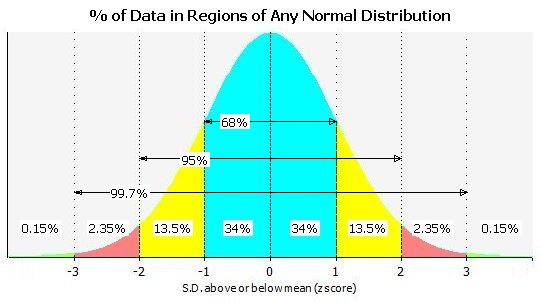 % of Data in Regions of Any Normal Distribution
68%
95%
99.7%
0.15% 2.35% 13.5% 34% 34% 13.5% 2.35% 0.15%
-3 -2 -1 0 1 2 3
S.D. above or below mean (z score)